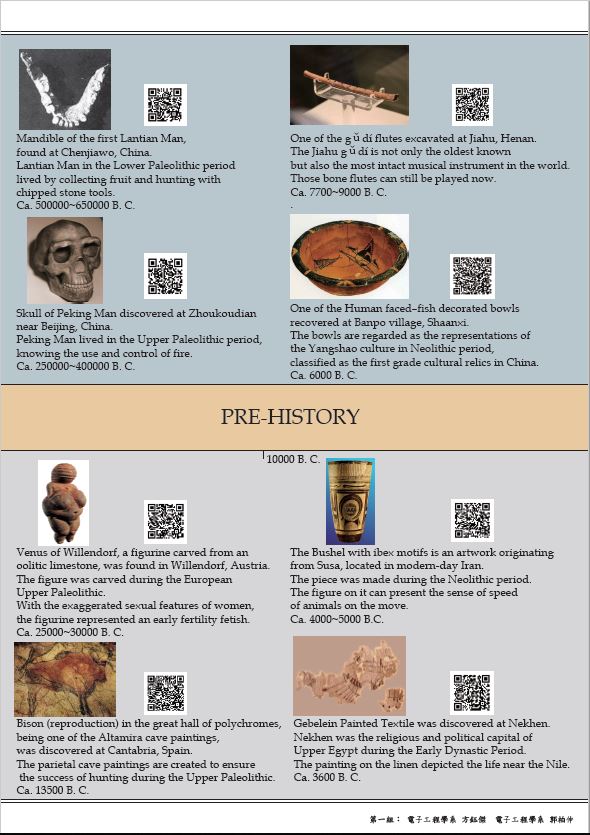 Mandible of the first Lantian Man,
found at Chenjiawo, China.
Lantian Man in the Lower Paleolithic period
lived by collecting fruit and hunting with
chipped stone tools.
Ca. 500000~650000 B. C.
One of the g ǔ dí flutes excavated at Jiahu, Henan.
The Jiahu g ǔ dí is not only the oldest known
but also the most intact musical instrument in the world.
Those bone flutes can still be played now.
Ca. 7700~9000 B. C.
.
Skull of Peking Man discovered at Zhoukoudian
near Beijing, China.
Peking Man lived in the Upper Paleolithic period,
knowing the use and control of fire.
Ca. 250000~400000 B. C.
One of the Human faced–fish decorated bowls
recovered at Banpo village, Shaanxi.
The bowls are regarded as the representations of
the Yangshao culture in Neolithic period,
classified as the first grade cultural relics in China.
Ca. 6000 B. C.
PRE-HISTORY
10000 B. C.
Venus of Willendorf, a figurine carved from an
oolitic limestone, was found in Willendorf, Austria.
The figure was carved during the European
Upper Paleolithic.
With the exaggerated sexual features of women,
the figurine represented an early fertility fetish.
Ca. 25000~30000 B. C.
The Bushel with ibex motifs is an artwork originating
from Susa, located in modern-day Iran.
The piece was made during the Neolithic period.
The figure on it can present the sense of speed
of animals on the move.
Ca. 4000~5000 B.C.
Bison (reproduction) in the great hall of polychromes,
being one of the Altamira cave paintings,
was discovered at Cantabria, Spain.
The parietal cave paintings are created to ensure
the success of hunting during the Upper Paleolithic.
Ca. 13500 B. C.
Gebelein Painted Textile was discovered at Nekhen.
Nekhen was the religious and political capital of
Upper Egypt during the Early Dynastic Period.
The painting on the linen depicted the life near the Nile.
Ca. 3600 B. C.
第一組： 電子工程學系 方鈺傑 電子工程學系 郭柏仲